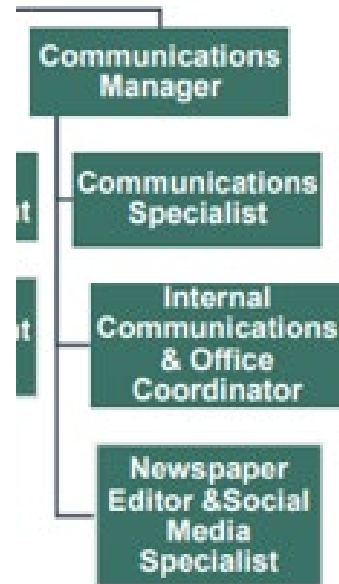 Communications
Manager
Communications
Specialist
Internal
Communications
& Office
Coordinator
Newspaper
Editor &Social
Media
Specialist